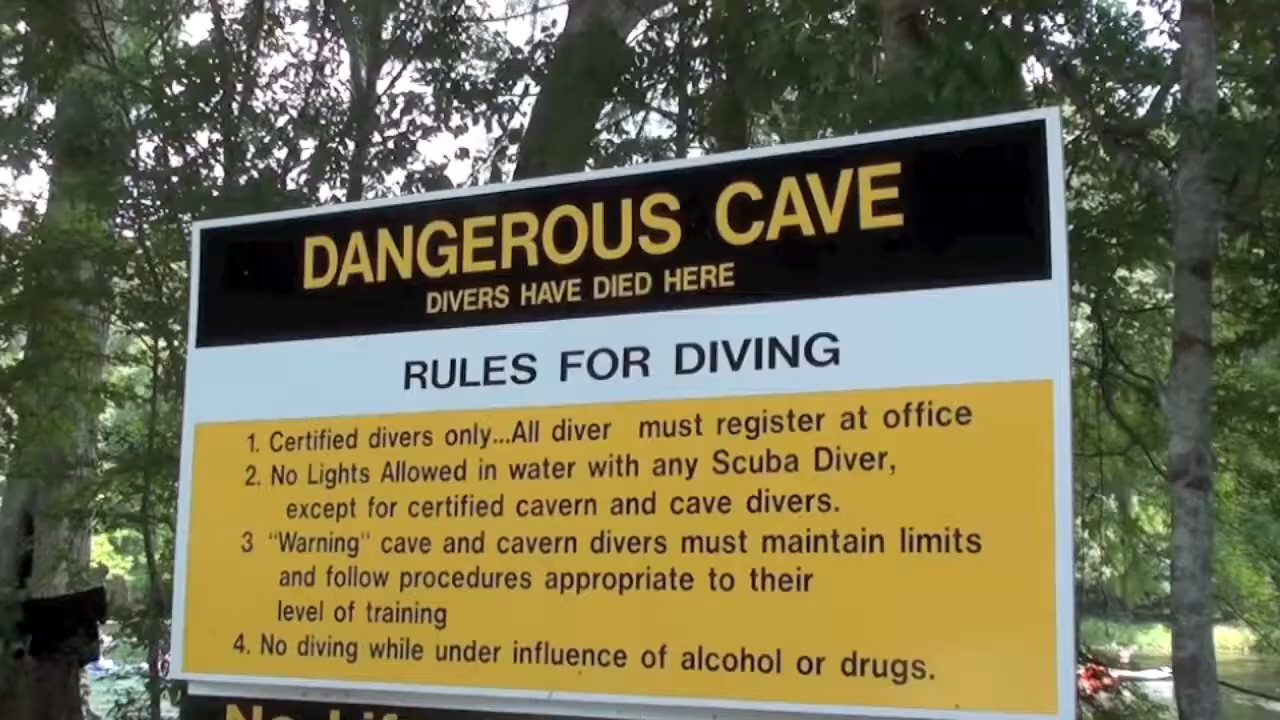 DANGEROUS CAVE
DIVERS HAVE DIED HERE
RULES FOR DIVING
1. Certified divers only...All diver must register at office
2. No Lights Allowed in water with any Scuba Diver,
except for certified cavern and cave divers.
3 "Warning" cave and cavern divers must maintain limits
and follow procedures appropriate to their
level of training
4. No diving while under influence of alcohol or drugs.
No